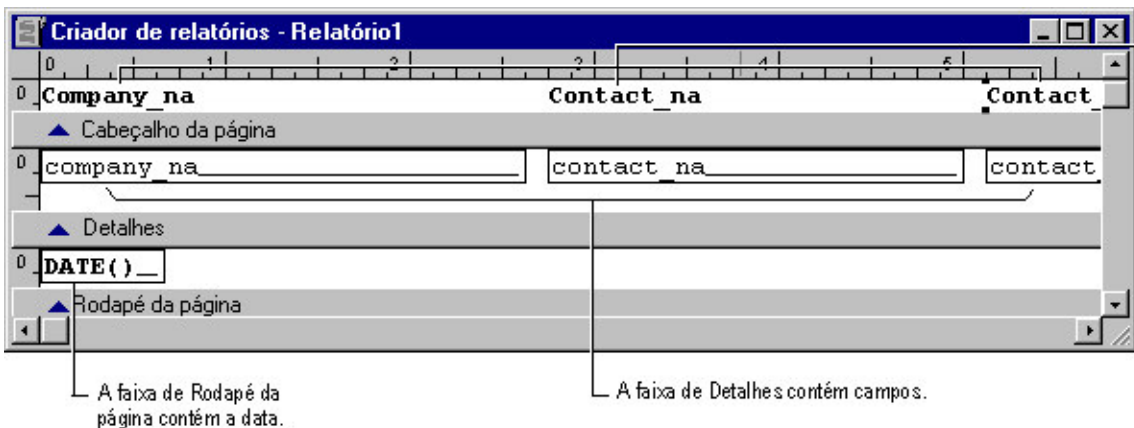 Criador de relatórios - Relatório1
0 1 2 3 4 5
0 Company_na Contact_na Contact_
Cabeçalho da página
0 company_na contact_na contact_
Detalhes
0 DATE()
Rodapé da página
A faixa de Rodapé da
página contém a data.
A faixa de Detalhes contém campos.